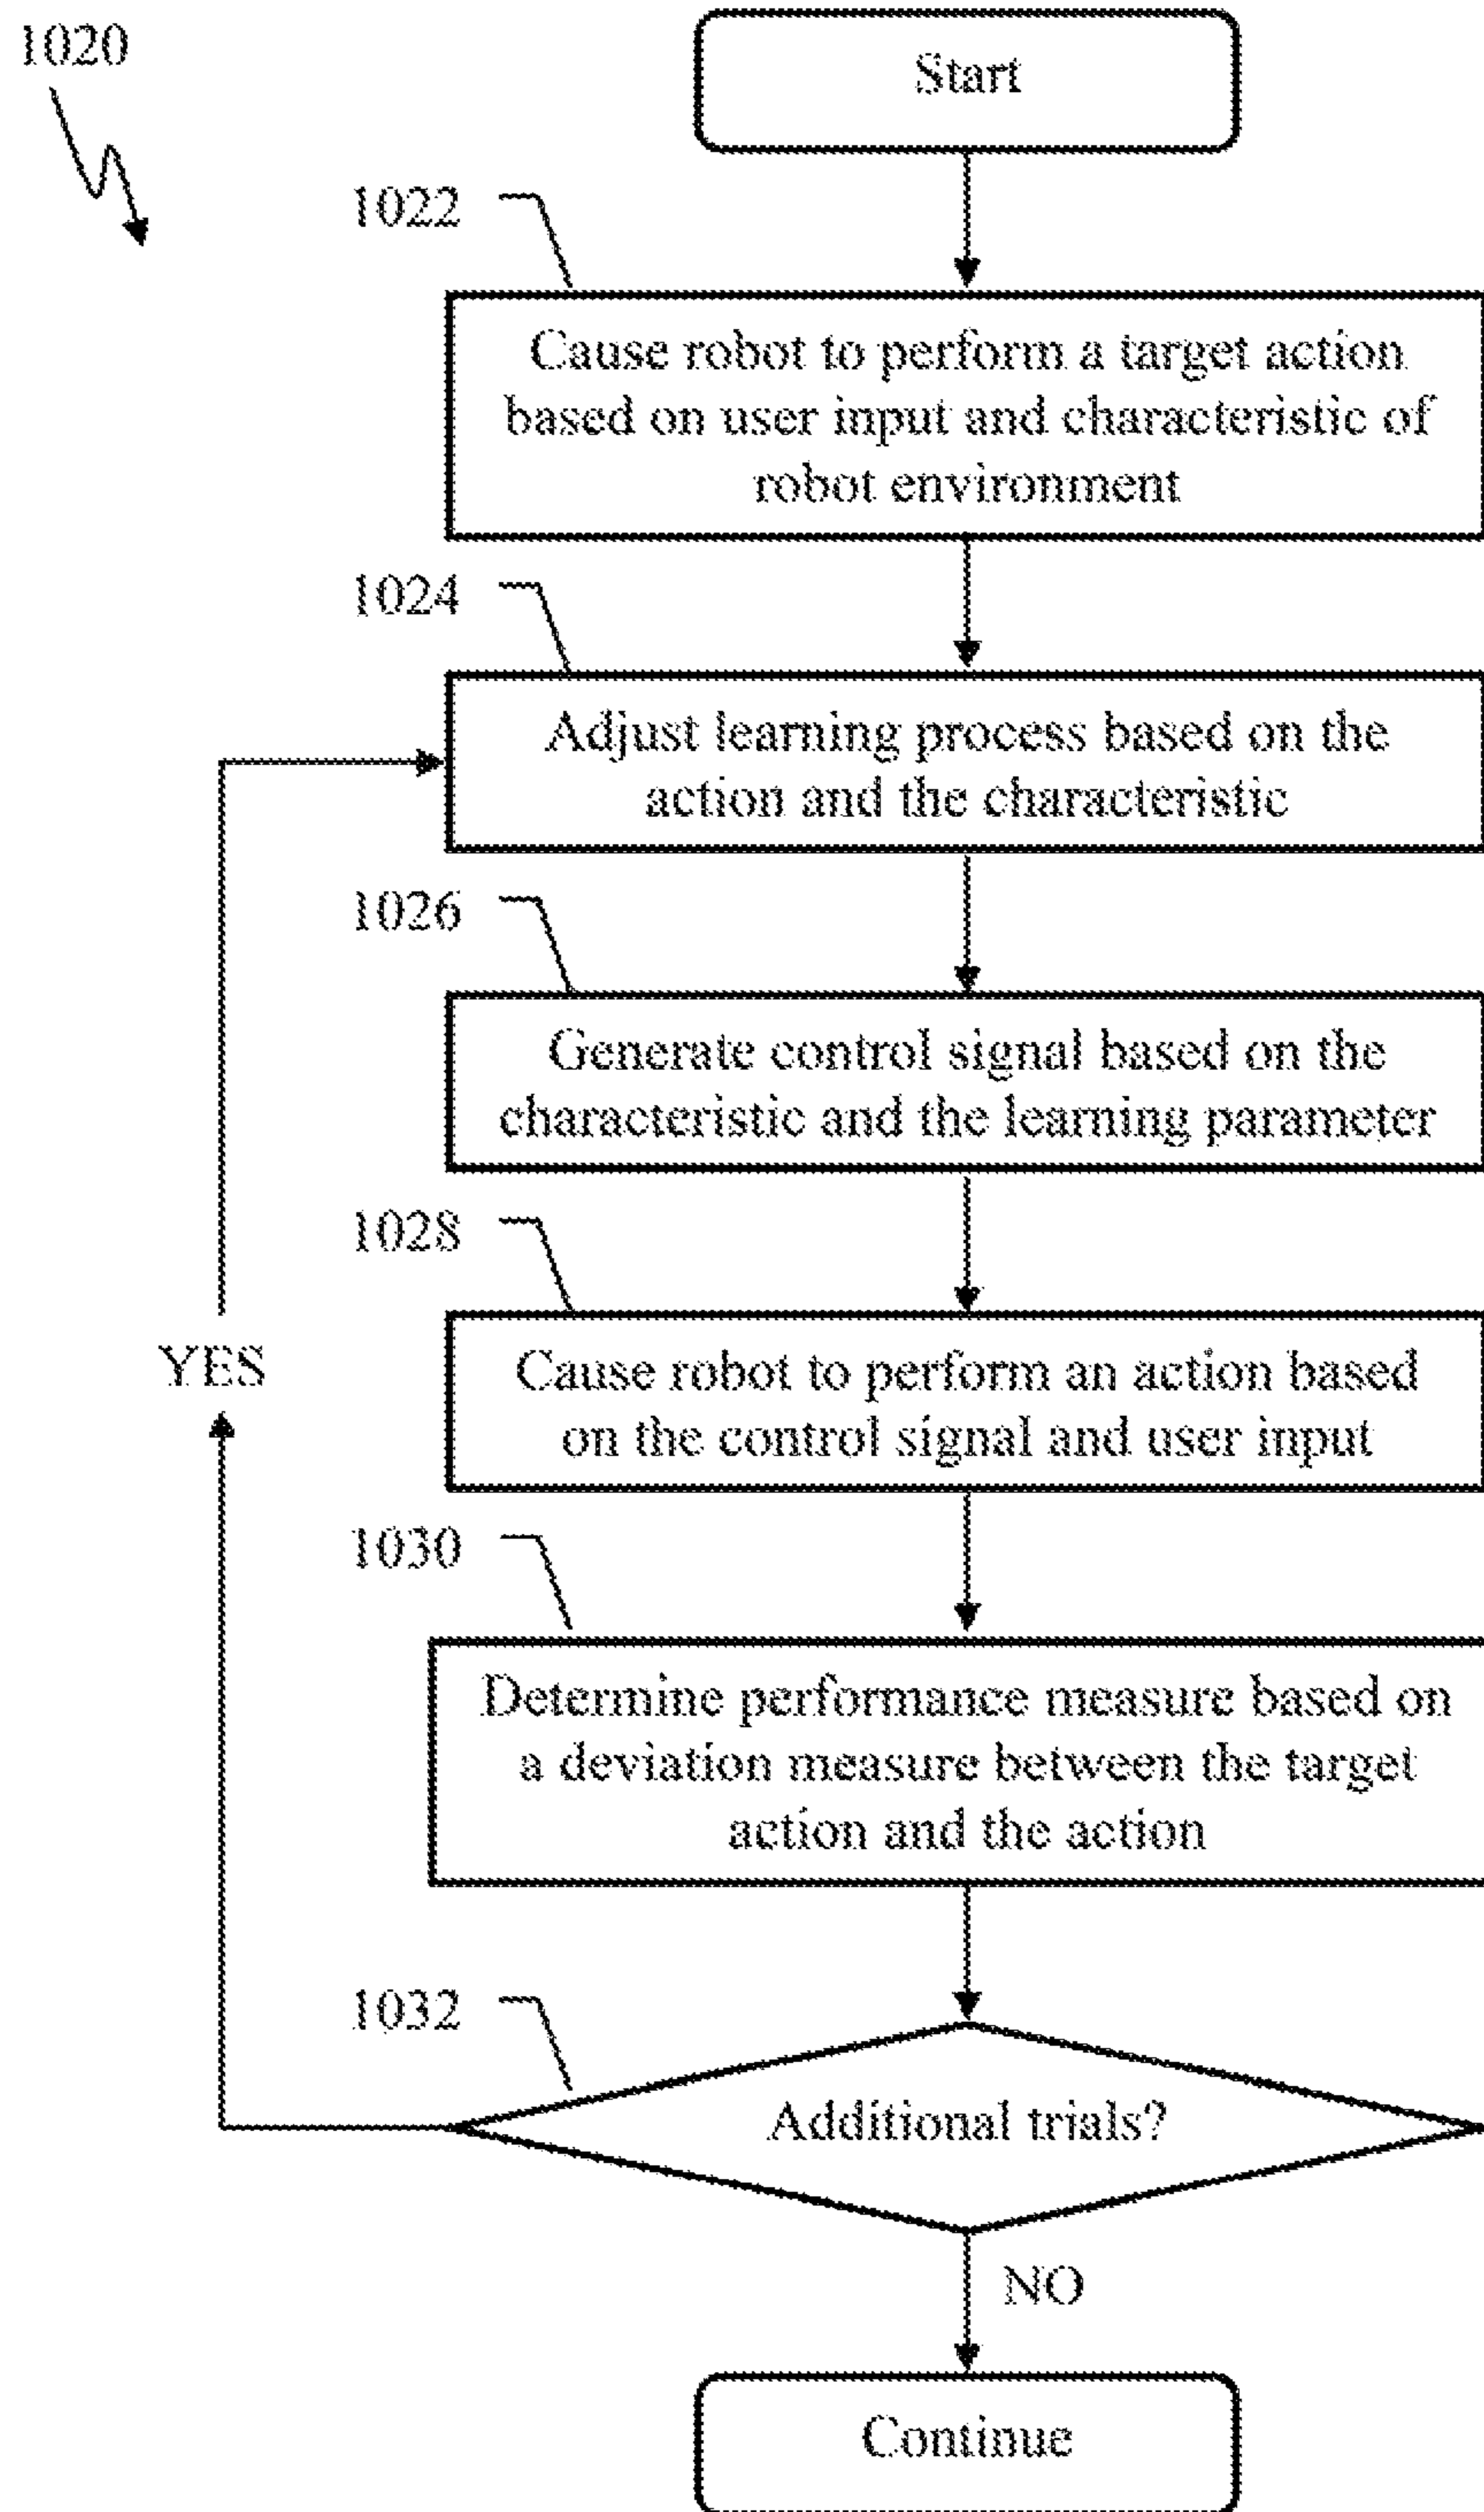 1020
Start
1022
Cause robot to perform a target action
based on user input and characteristic of
robot environment
1024
Adjust learning process based on the
action and the characteristic
1026
Generate control signal based on the
characteristic and the learning parameter
1028
Cause robot to perform an action based
on the control signal and user input
YES
1030
Determine performance measure based on
a deviation measure between the target
action and the action
1032
Additional trials?
NO
Continue